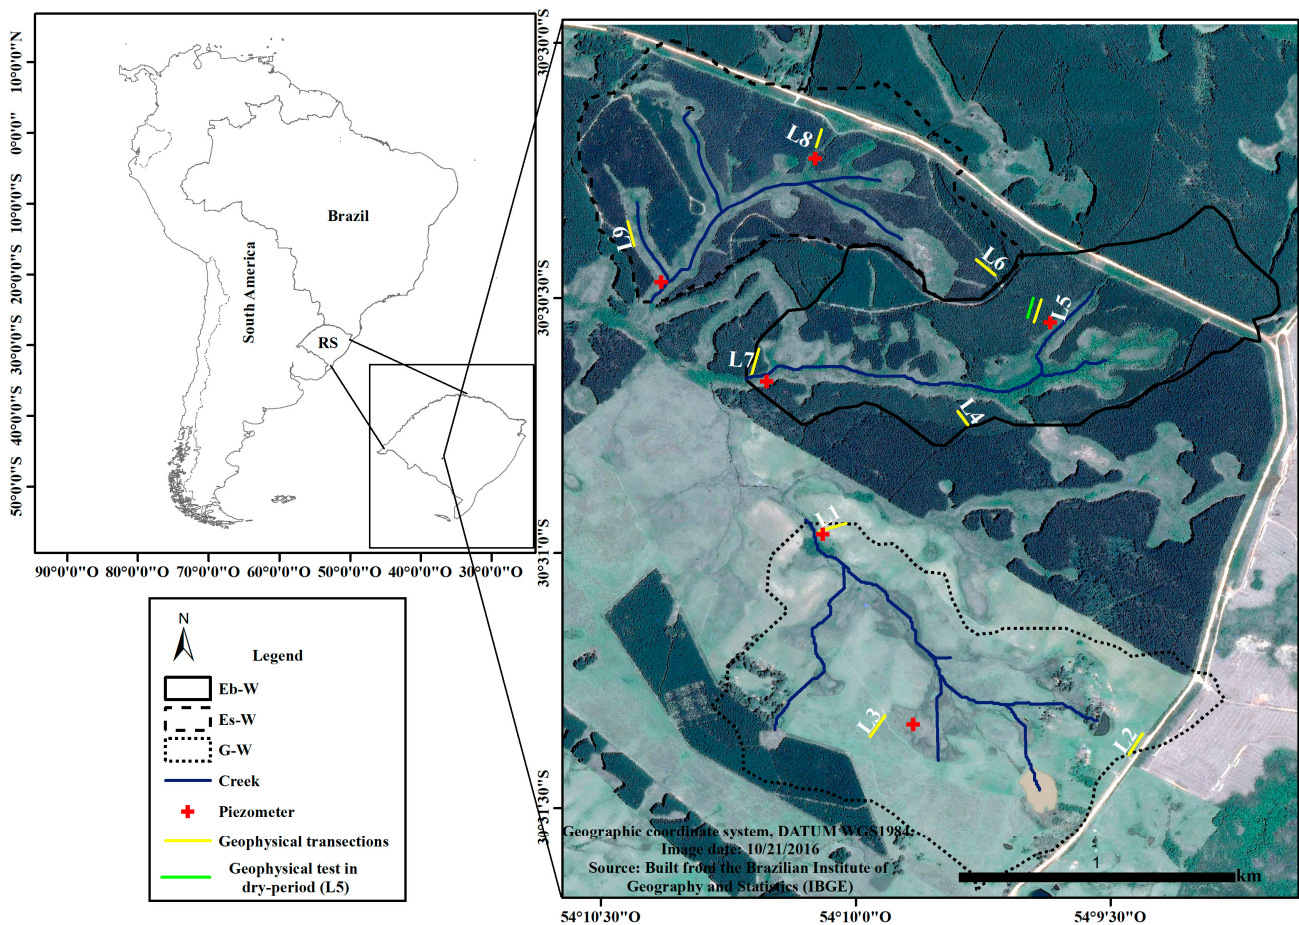 10°0'0"N
0°0'0"
10°0'0"S
20°0'0"S
30°0'0"S
40°0'0"S
50°0'0"S
90°0'0"O
80°0'0"O
70°0'0"O
60°0'0"O
50°0'0"O
40°0'0"O
30°0'0"O
Brazil
South America
RS
N
Legend
Eb-W
Es-W
G-W
Creek
Piezometer
Geophysical transections
Geophysical test in
dry-period (L5)
30°30'0"S
30°30'30"S
30°31'0"S
30°31'30"S
L8
L9
L6
L5
L7
L4
L1
L3
L2
Geographic coordinate system, DATUM WGS1984.
Image date: 10/21/2016
Source: Built from the Brazilian Institute of
Geography and Statistics (IBGE)
1
km
54°10'30"O
54°10'0"O
54°9'30"O